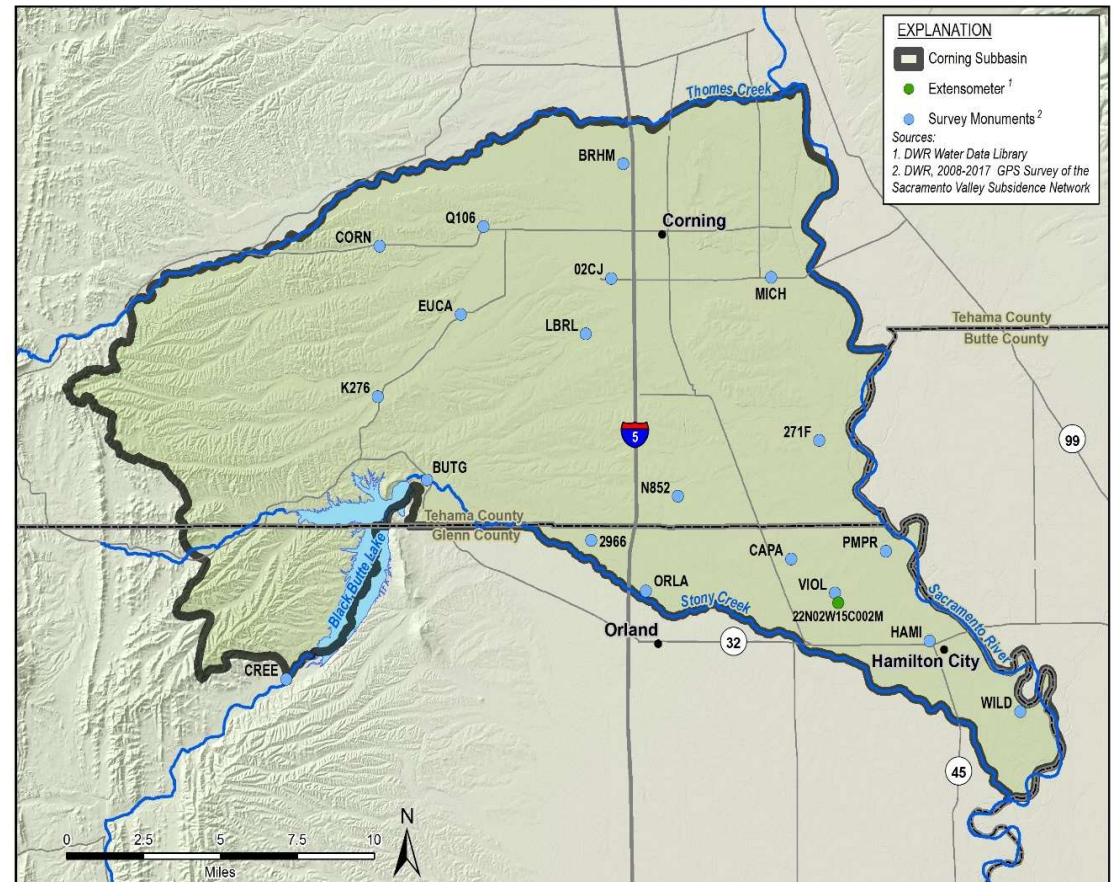 EXPLANATION
Corning Subbasin
Extensometer 1
Survey Monuments 2
Sources:
1. DWR Water Data Library
2. DWR, 2008-2017 GPS Survey of the
Sacramento Valley Subsidence Network
Thomes Creek
BRHM
Q106
Corning
CORN
02CJ
MICH
EUCA
LBRL
Tehama County
Butte County
K276
5
271F
99
BUTG
N852
Tehama County
Glenn County
2966
CAPA
PMPR
Black Butte Lake
ORLA
VIOL
Stony Creek
22N02W15C002M
Sacramento River
Orland
32
HAMI
Hamilton City
CREE
WILD
45
N
0 2.5 5 7.5 10
Miles